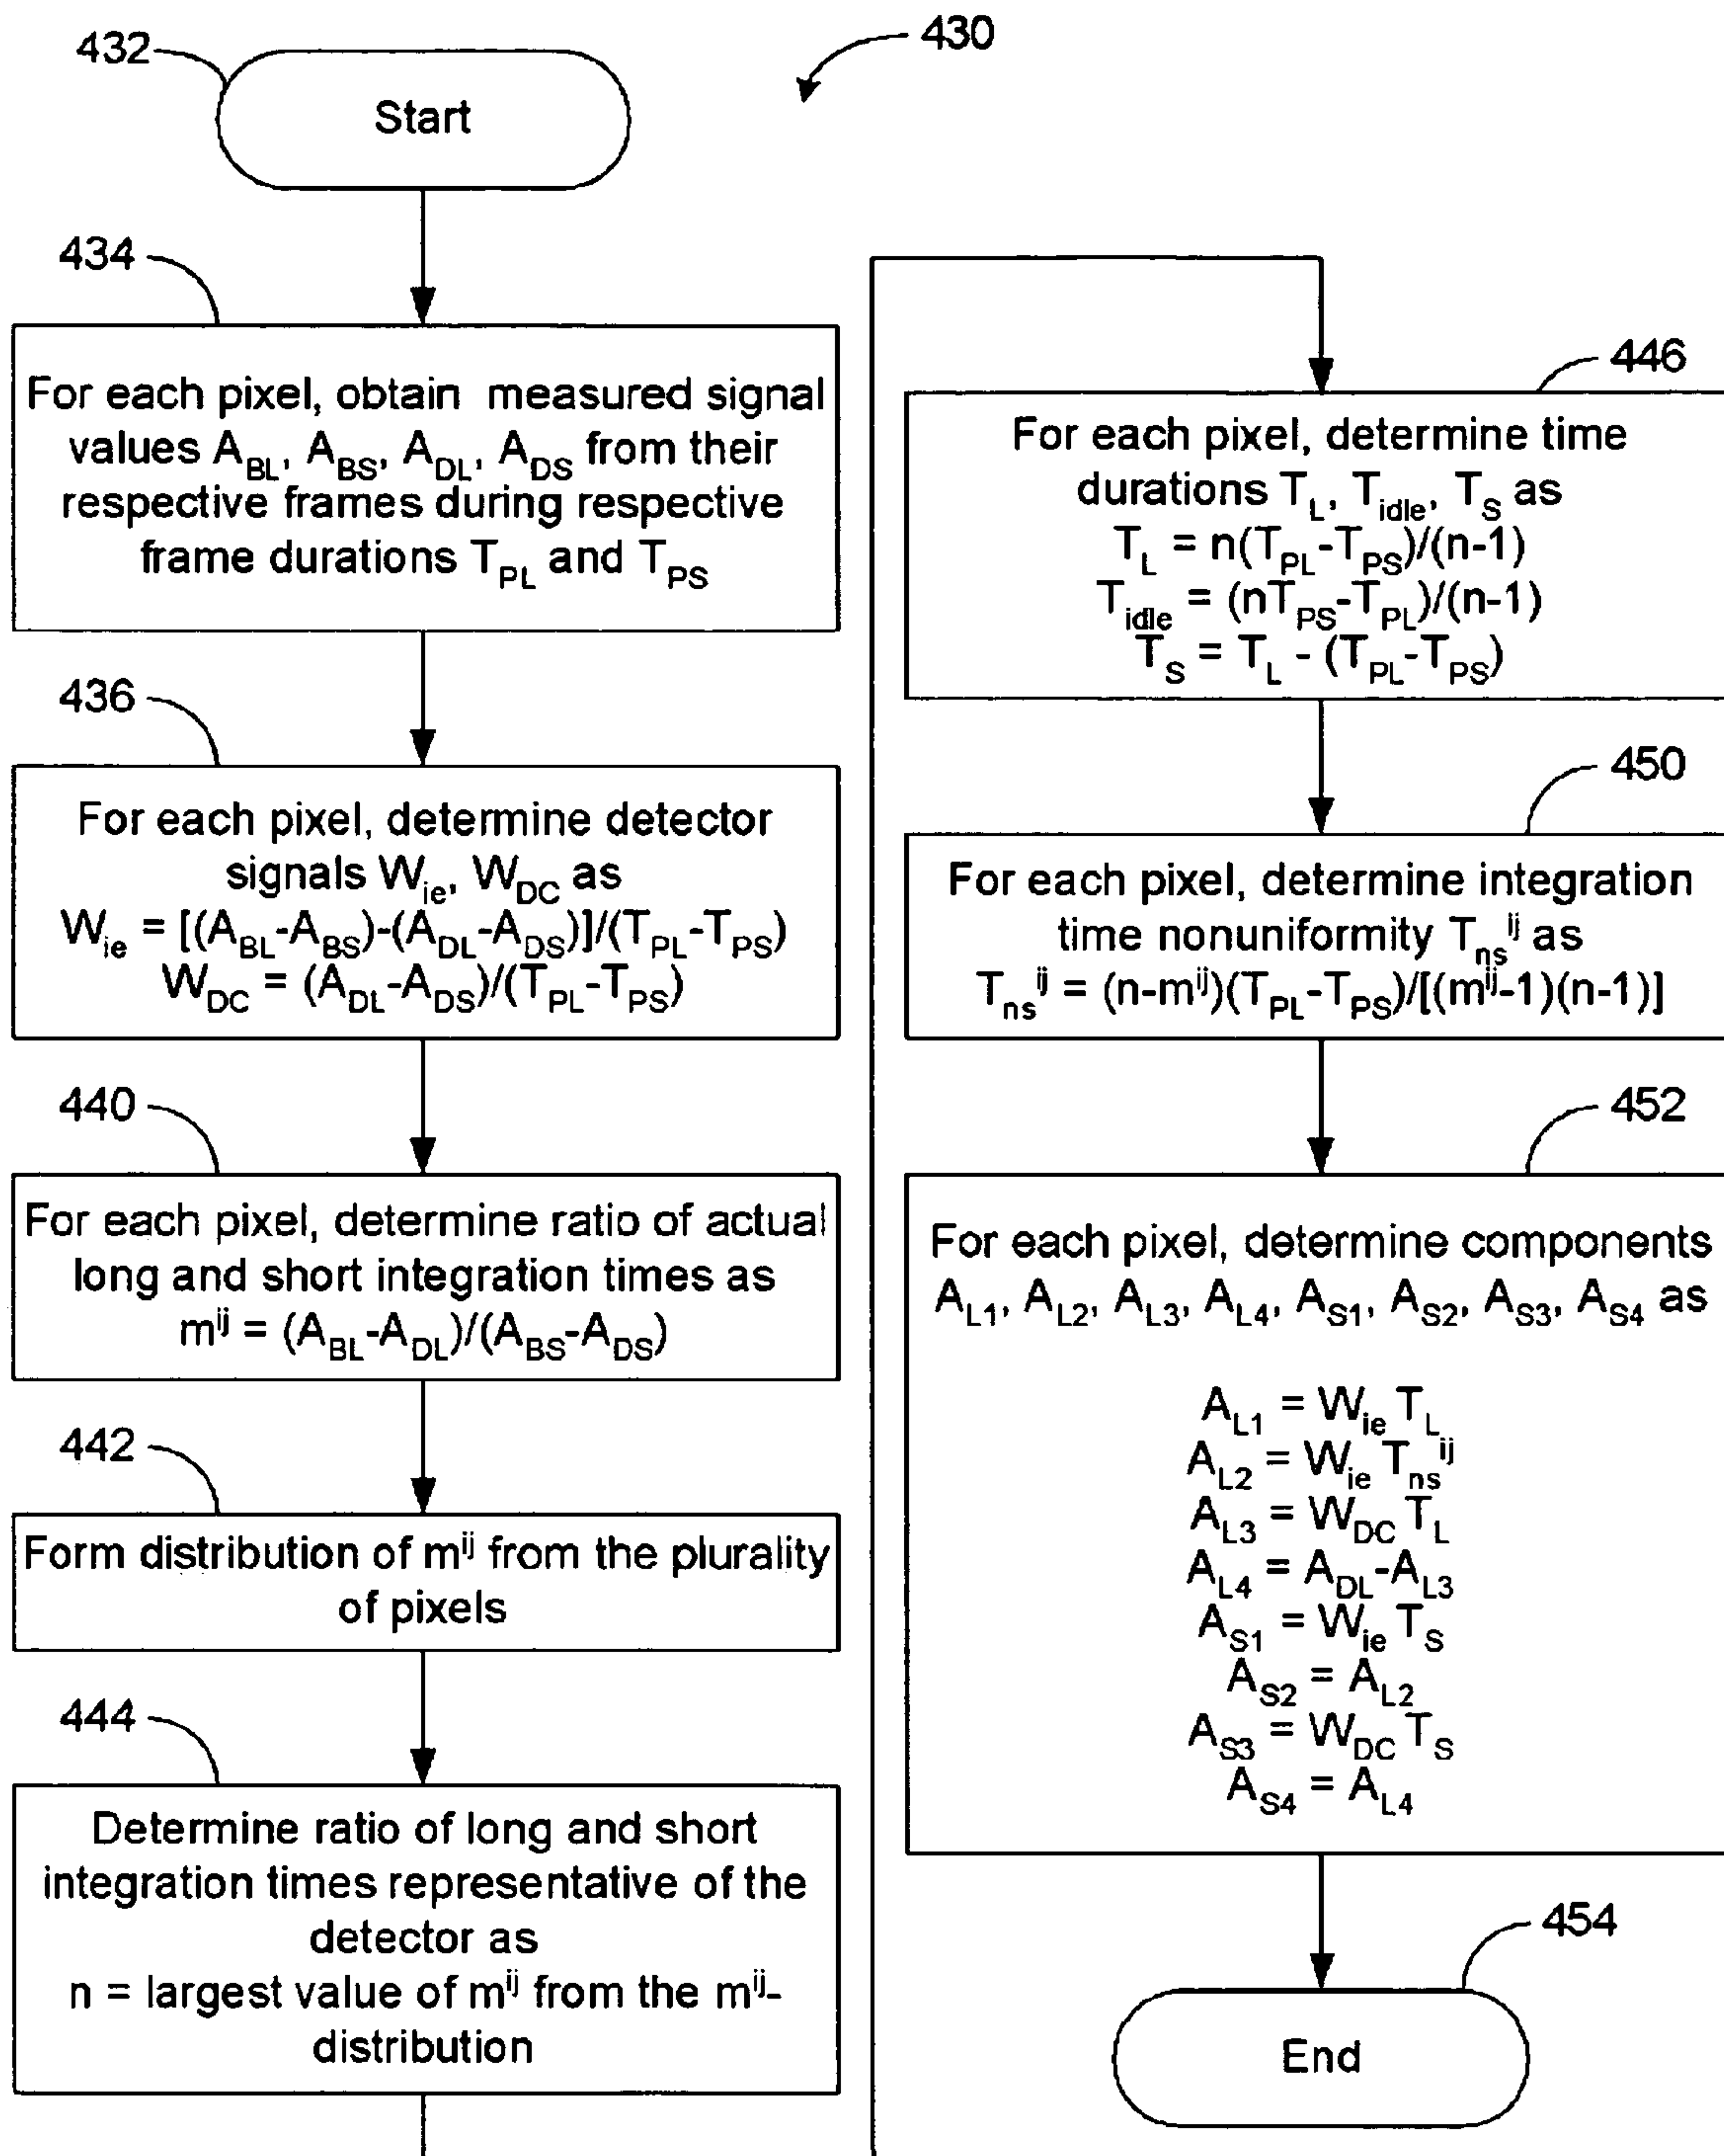 430
432
Start
434
For each pixel, obtain measured signal
values A_BL, A_BS, A_DL, A_DS from their
respective frames during respective
frame durations T_PL and T_PS
436
For each pixel, determine detector
signals W_ie, W_DC as
W_ie = [(A_BL-A_BS)-(A_DL-A_DS)]/(T_PL-T_PS)
W_DC = (A_DL-A_DS)/(T_PL-T_PS)
440
For each pixel, determine ratio of actual
long and short integration times as
m^ij = (A_BL-A_DL)/(A_BS-A_DS)
442
Form distribution of m^ij from the plurality
of pixels
444
Determine ratio of long and short
integration times representative of the
detector as
n = largest value of m^ij from the m^ij-
distribution
446
For each pixel, determine time
durations T_L, T_idle, T_S as
T_L = n(T_PL-T_PS)/(n-1)
T_idle = (nT_PS-T_PL)/(n-1)
T_S = T_L - (T_PL-T_PS)
450
For each pixel, determine integration
time nonuniformity T_ns^ij as
T_ns^ij = (n-m^ij)(T_PL-T_PS)/[(m^ij-1)(n-1)]
452
For each pixel, determine components
A_L1, A_L2, A_L3, A_L4, A_S1, A_S2, A_S3, A_S4 as
A_L1 = W_ie T_L
A_L2 = W_ie T_ns^ij
A_L3 = W_DC T_L
A_L4 = A_DL-A_L3
A_S1 = W_ie T_S
A_S2 = A_L2
A_S3 = W_DC T_S
A_S4 = A_L4
454
End